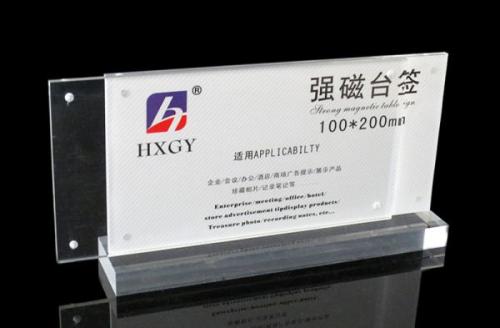 ®
HXGY
强磁台签
Strong magnetic table sign
100*200mm
适用APPLICABILTY
企业/会议/办公/酒店/商场广告提示/展示产品
珍藏相片/记录笔记等
Enterprise/meeting/office/hotel/
store advertisement tipdisplay products/
Treasure photo/recording notes, etc...